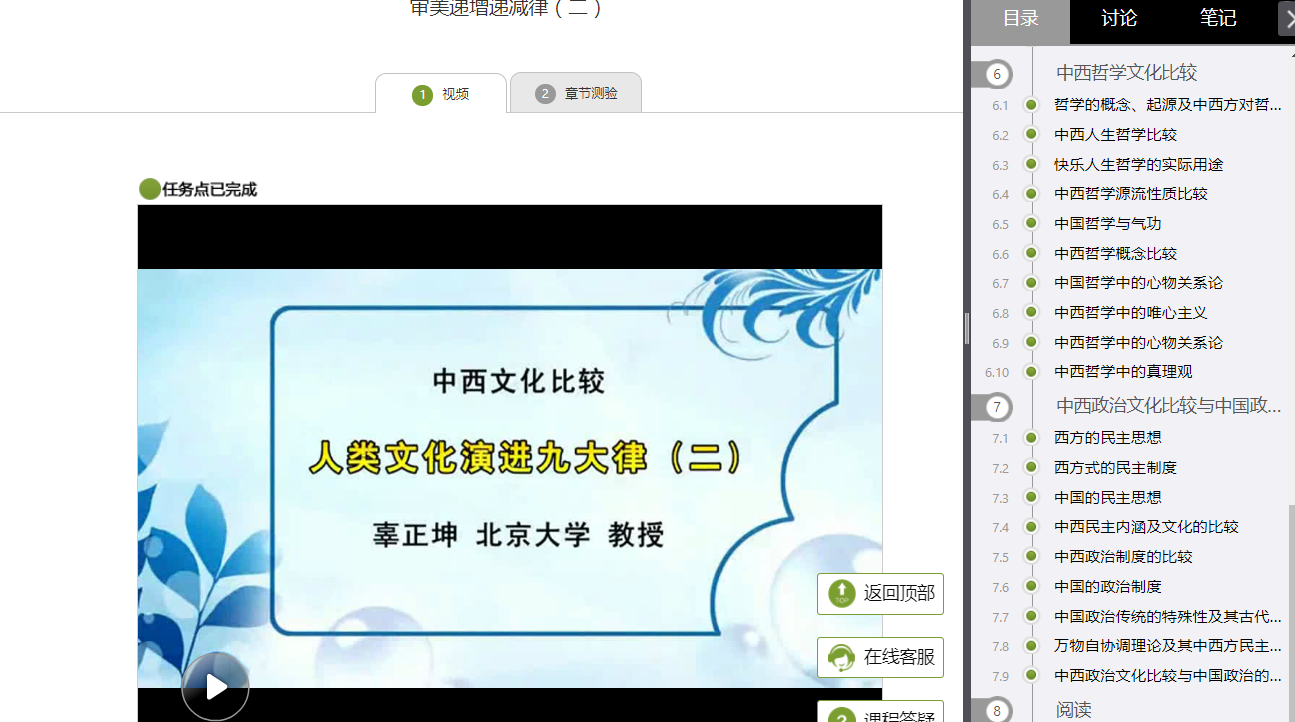 审美递增递减律（二）
1 视频
2 章节测验
任务点已完成
中西文化比较
人类文化演进九大律（二）
辜正坤 北京大学 教授
TOP 返回顶部
在线客服
? 课程答疑
目录 讨论 笔记
6 中西哲学文化比较
6.1 哲学的概念、起源及中西方对哲...
6.2 中西人生哲学比较
6.3 快乐人生哲学的实际用途
6.4 中西哲学源流性质比较
6.5 中国哲学与气功
6.6 中西哲学概念比较
6.7 中国哲学中的心物关系论
6.8 中西哲学中的唯心主义
6.9 中西哲学中的心物关系论
6.10 中西哲学中的真理观
7 中西政治文化比较与中国政...
7.1 西方的民主思想
7.2 西方式的民主制度
7.3 中国的民主思想
7.4 中西民主内涵及文化的比较
7.5 中西政治制度的比较
7.6 中国的政治制度
7.7 中国政治传统的特殊性及其古代...
7.8 万物自协调理论及其中西方民主...
7.9 中西政治文化比较与中国政治的...
8 阅读